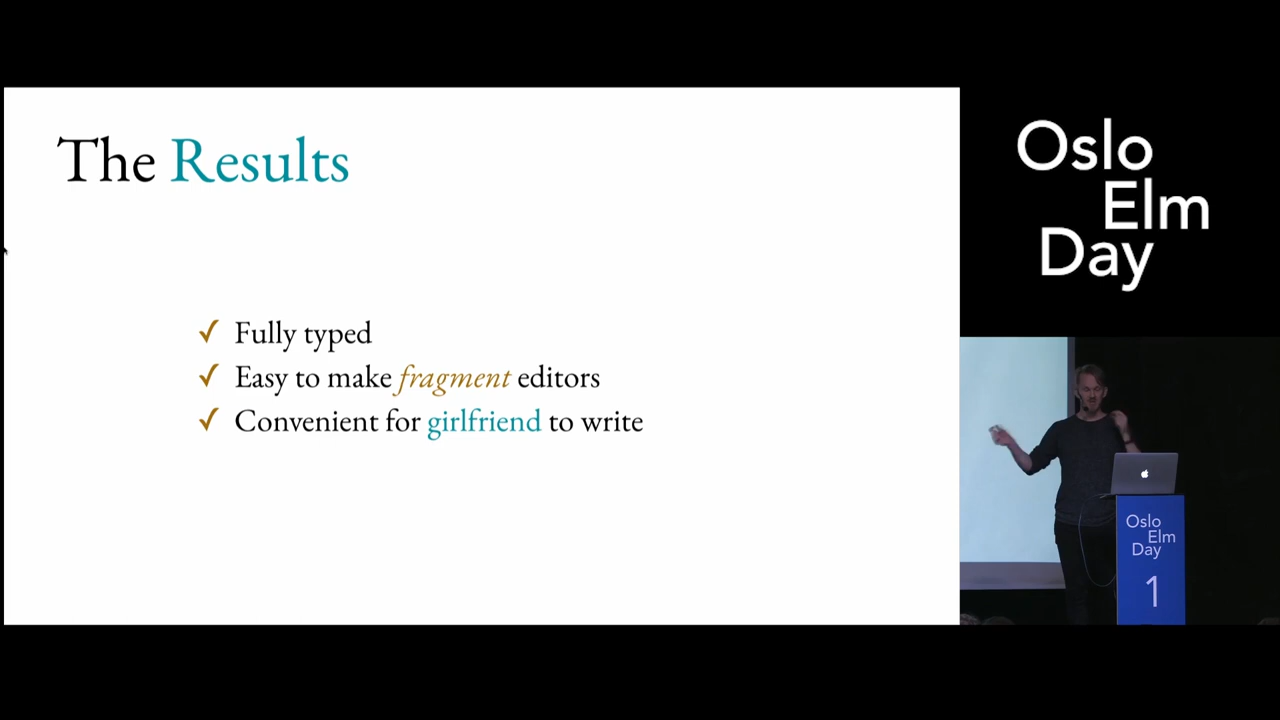 The Results
✓ Fully typed
✓ Easy to make fragment editors
✓ Convenient for girlfriend to write
Oslo
Elm
Day
Oslo
Elm
Day
1